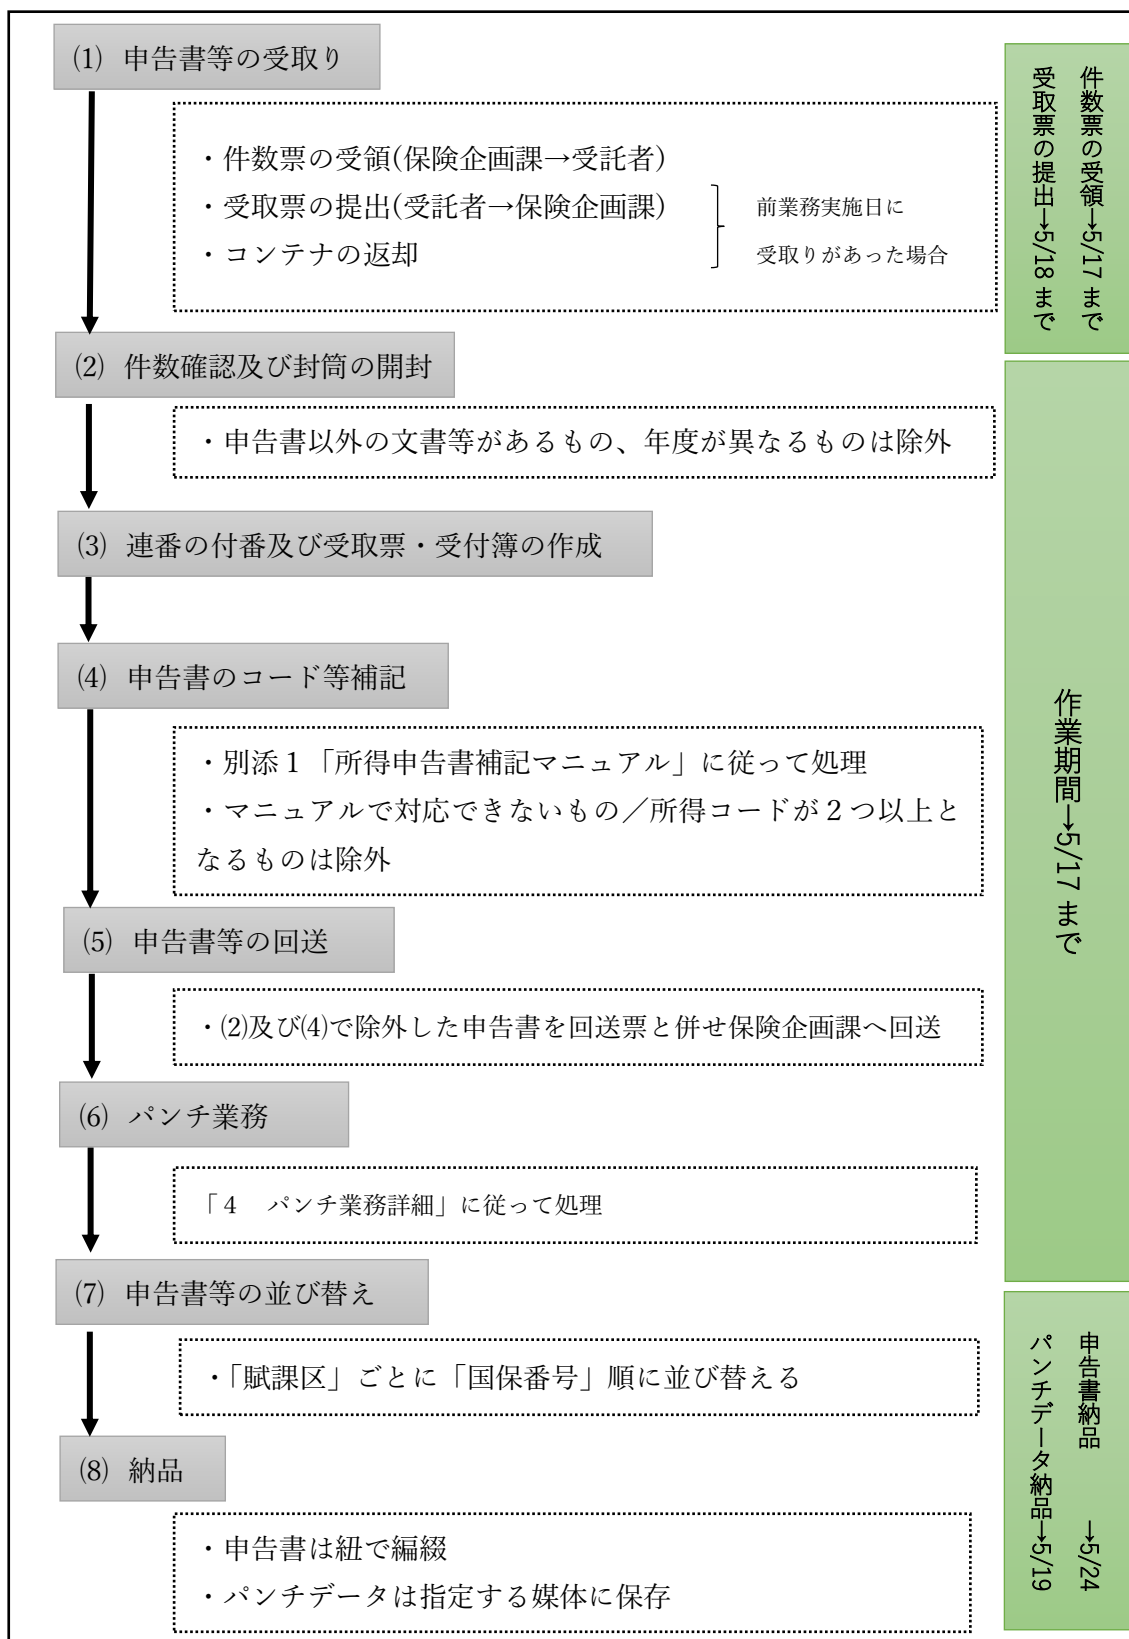 ⑴ 申告書等の受取り
・件数票の受領(保険企画課→受託者)
・受取票の提出(受託者→保険企画課)
・コンテナの返却
前業務実施日に
受取りがあった場合
件数票の受領→5/17 まで
受取票の提出→5/18 まで
⑵ 件数確認及び封筒の開封
・申告書以外の文書等があるもの、年度が異なるものは除外
⑶ 連番の付番及び受取票・受付簿の作成
⑷ 申告書のコード等補記
・別添１「所得申告書補記マニュアル」に従って処理
・マニュアルで対応できないもの／所得コードが２つ以上と
なるものは除外
⑸ 申告書等の回送
・⑵及び⑷で除外した申告書を回送票と併せ保険企画課へ回送
⑹ パンチ業務
「４　パンチ業務詳細」に従って処理
作業期間→5/17 まで
⑺ 申告書等の並び替え
・「賦課区」ごとに「国保番号」順に並び替える
⑻ 納品
・申告書は紐で編綴
・パンチデータは指定する媒体に保存
申告書納品　　→5/24
パンチデータ納品→5/19